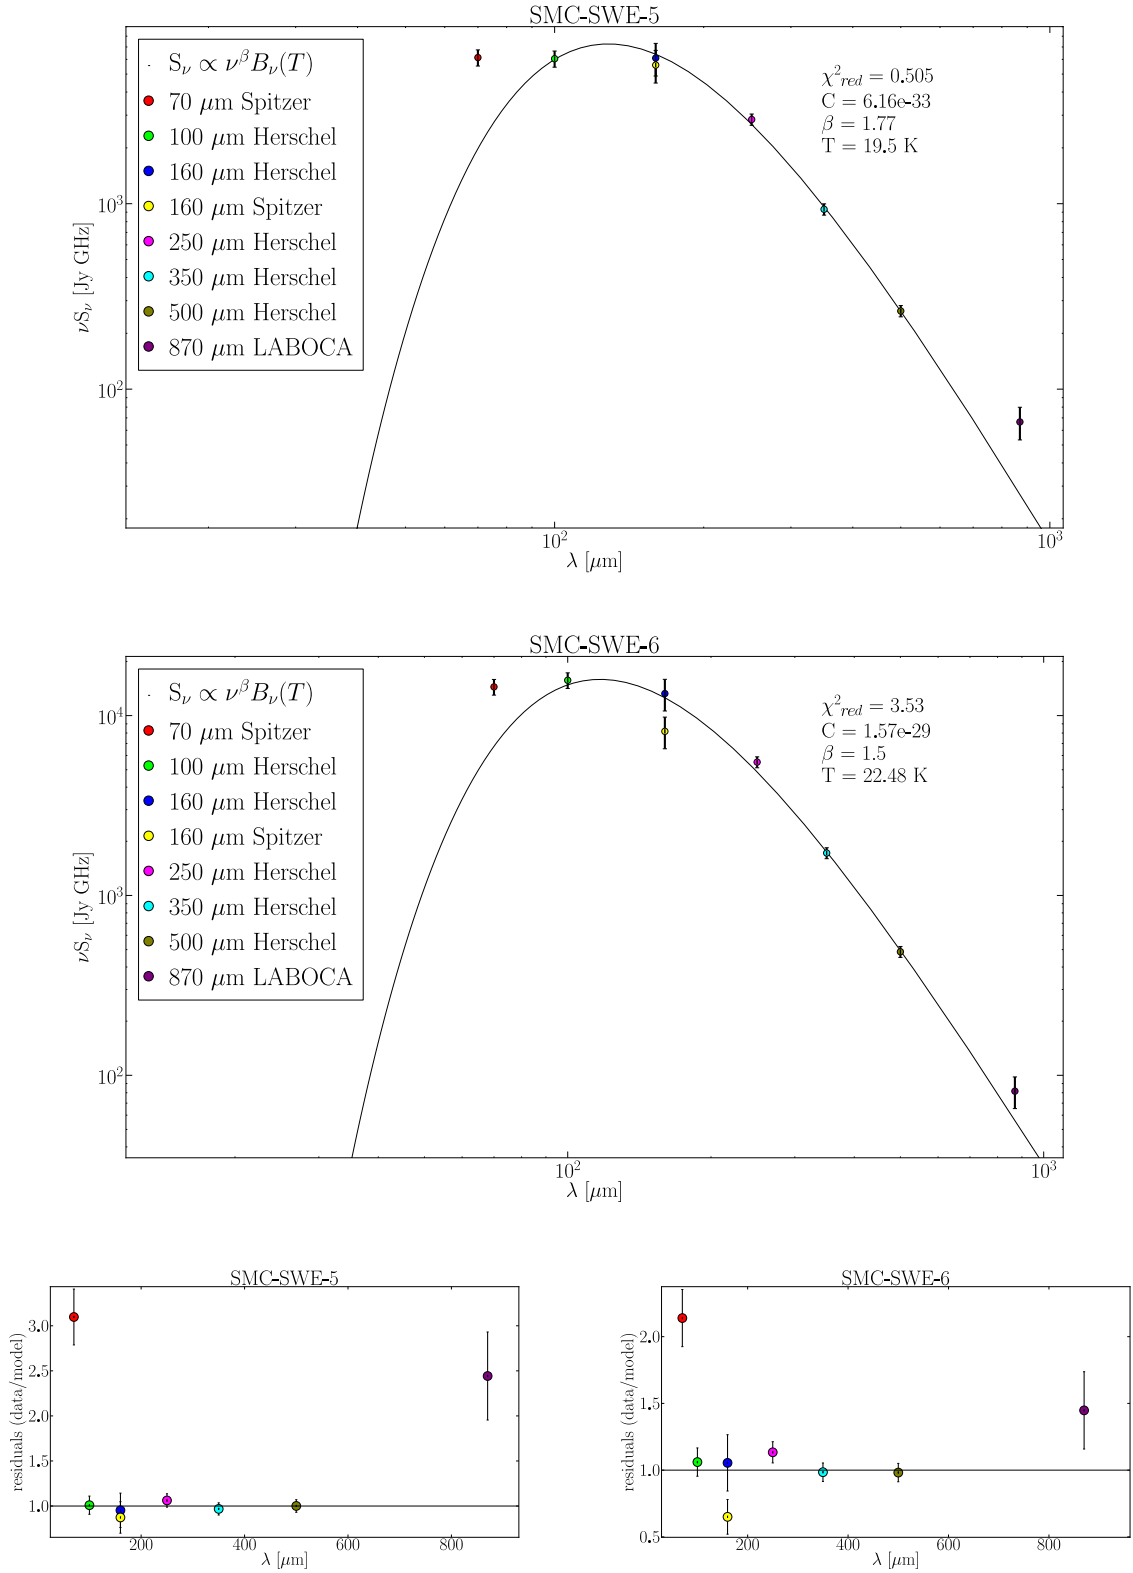 SMC-SWE-5
S_ν ∝ ν^β B_ν(T)
70 μm Spitzer
100 μm Herschel
160 μm Herschel
160 μm Spitzer
250 μm Herschel
350 μm Herschel
500 μm Herschel
870 μm LABOCA
χ²_red = 0.505
C = 6.16e-33
β = 1.77
T = 19.5 K
10³
10²
νS_ν [Jy GHz]
10² 10³
λ [μm]
SMC-SWE-6
S_ν ∝ ν^β B_ν(T)
70 μm Spitzer
100 μm Herschel
160 μm Herschel
160 μm Spitzer
250 μm Herschel
350 μm Herschel
500 μm Herschel
870 μm LABOCA
χ²_red = 3.53
C = 1.57e-29
β = 1.5
T = 22.48 K
10⁴
10³
10²
νS_ν [Jy GHz]
10² 10³
λ [μm]
SMC-SWE-5
3.0
2.5
2.0
1.5
1.0
residuals (data/model)
200 400 600 800
λ [μm]
SMC-SWE-6
2.0
1.5
1.0
0.5
residuals (data/model)
200 400 600 800
λ [μm]